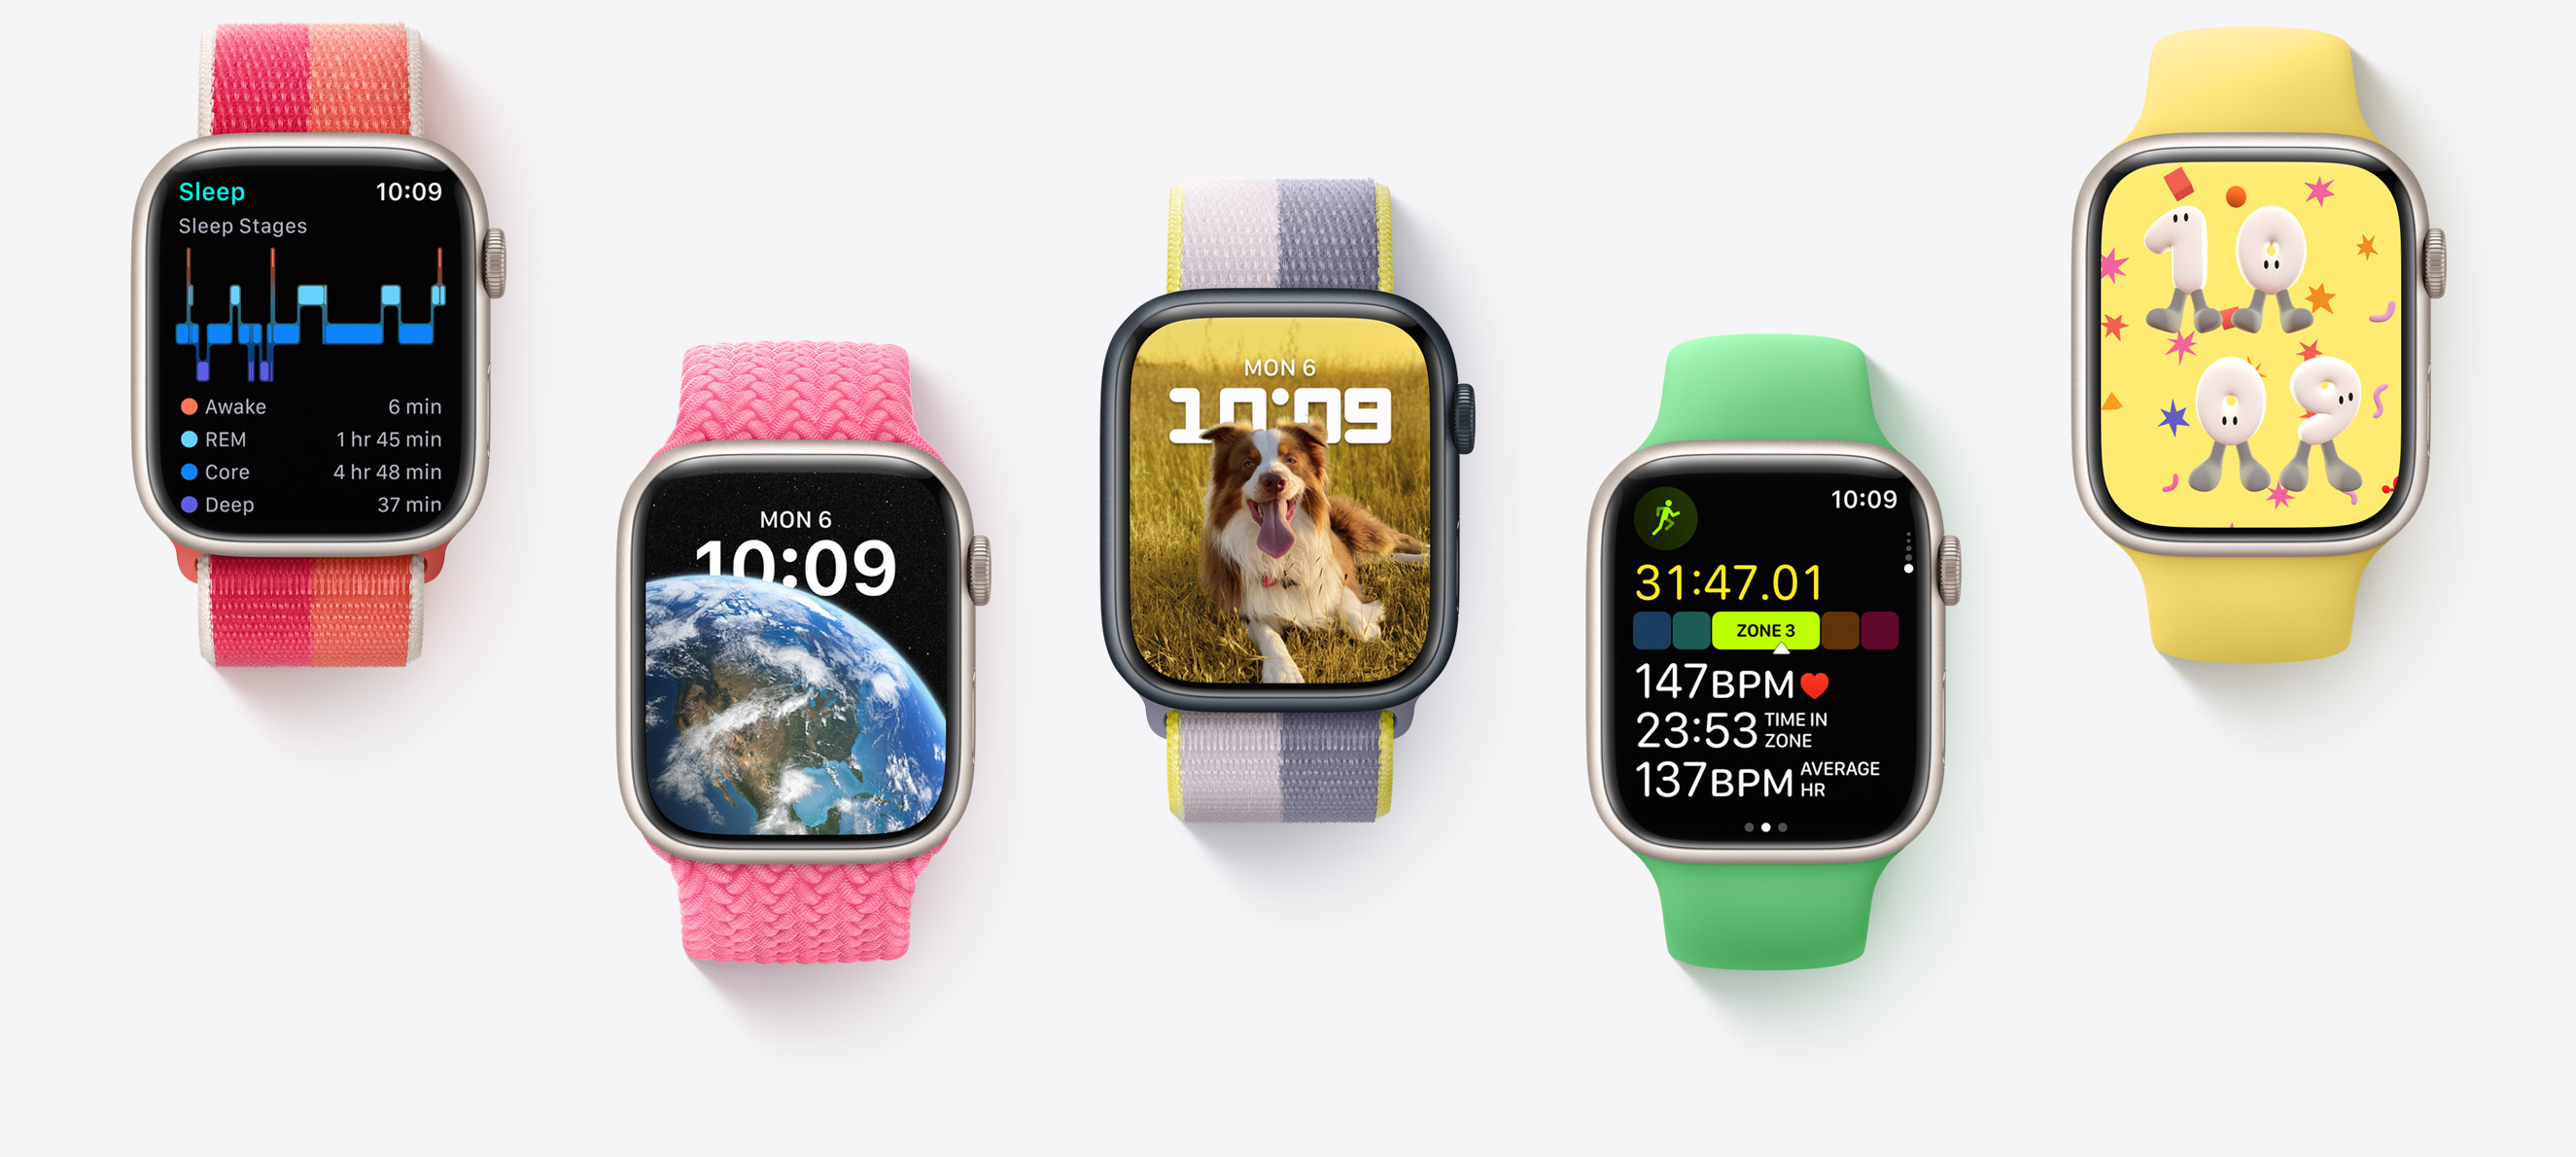 Sleep 10:09
Sleep Stages
Awake 6 min
REM 1 hr 45 min
Core 4 hr 48 min
Deep 37 min
MON 6
10:09
MON 6
10:09
10:09
31:47.01
ZONE 3
147BPM
23:53 TIME IN
ZONE
137BPM AVERAGE
HR
10
09